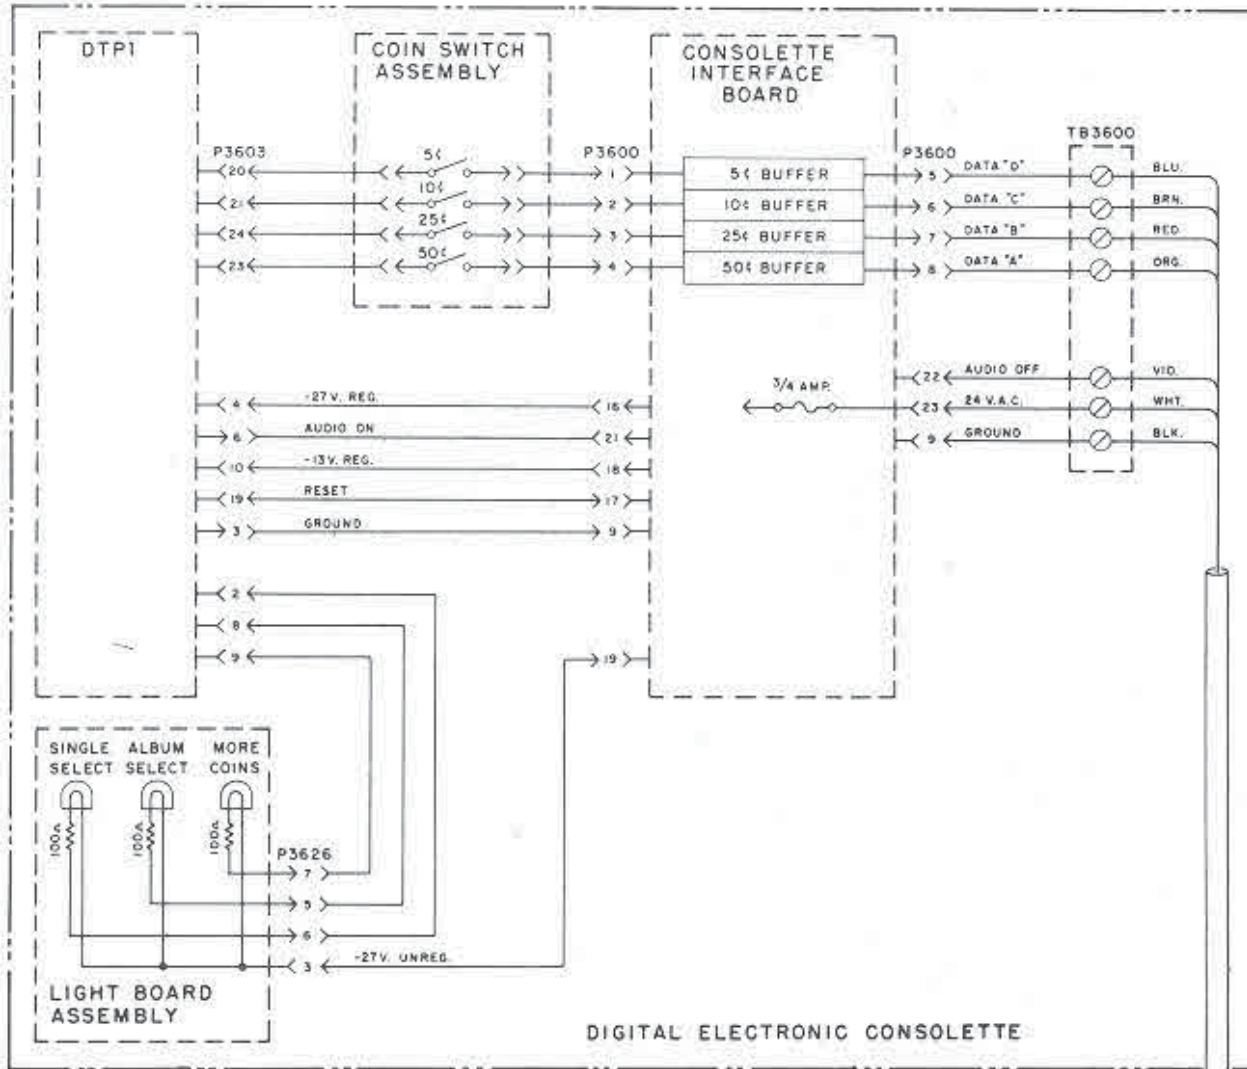 DTP1
COIN SWITCH
ASSEMBLY
CONSOLETTE
INTERFACE
BOARD
TB3600
P3603
P3600
P3600
20
5¢
1
5¢ BUFFER
5
DATA "D"
BLU.
21
10¢
2
10¢ BUFFER
6
DATA "C"
BRN.
24
25¢
3
25¢ BUFFER
7
DATA "B"
RED
23
50¢
4
50¢ BUFFER
8
DATA "A"
ORG.
22
AUDIO OFF
VIO.
3/4 AMP.
23
24 V.A.C.
WHT.
9
GROUND
BLK.
4
-27V. REG.
16
6
AUDIO ON
21
10
-13V. REG.
18
19
RESET
17
3
GROUND
9
2
8
9
19
SINGLE
SELECT
ALBUM
SELECT
MORE
COINS
100Ω
100Ω
100Ω
P3626
7
5
6
3
-27V. UNREG.
LIGHT BOARD
ASSEMBLY
DIGITAL ELECTRONIC CONSOLETTE